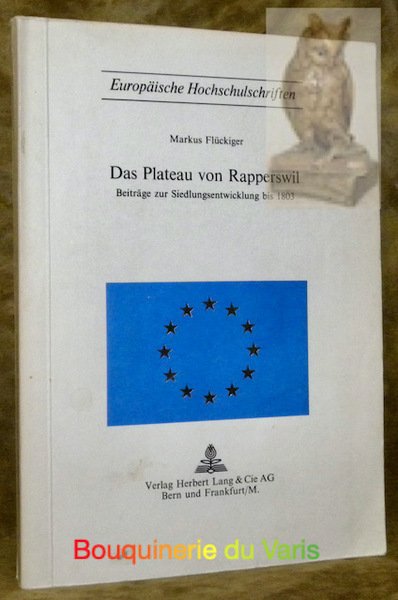 Europäische Hochschulschriften
Markus Flückiger
Das Plateau von Rapperswil
Beiträge zur Siedlungsentwicklung bis 1803
Verlag Herbert Lang & Cie AG
Bern und Frankfurt/M.
Bouquinerie du Varis